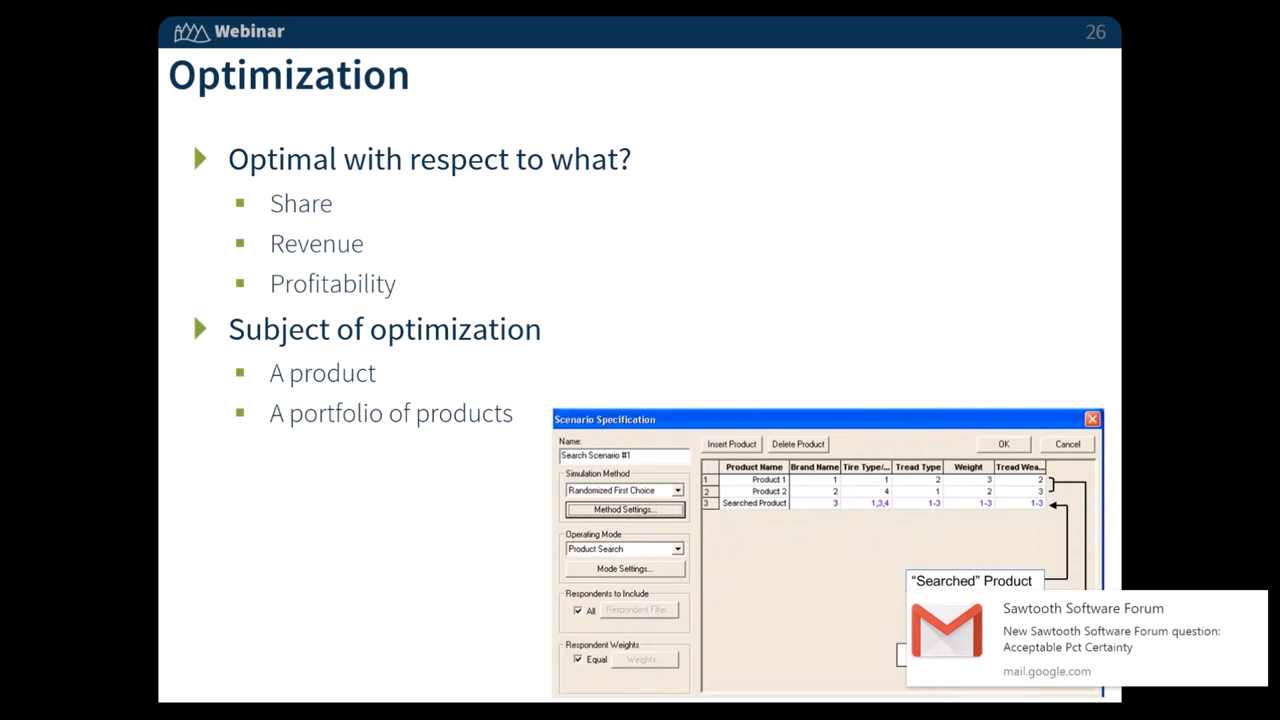 Webinar
26
Optimization
Optimal with respect to what?
Share
Revenue
Profitability
Subject of optimization
A product
A portfolio of products
Scenario Specification
Name:
Search Scenario #1
Simulation Method
Randomized First Choice
Method Settings...
Operating Mode
Product Search
Mode Settings...
Respondents to Include
All Respondent Filter...
Respondent Weights
Equal Weights...
Insert Product Delete Product OK Cancel
Product Name Brand Name Tire Type/... Tread Type Weight Tread Wea...
1 Product 1 1 1 2 3 2
2 Product 2 2 4 1 2 3
3 Searched Product 3 1,3,4 1-3 1-3 1-3
"Searched" Product
Sawtooth Software Forum
New Sawtooth Software Forum question:
Acceptable Pct Certainty
mail.google.com